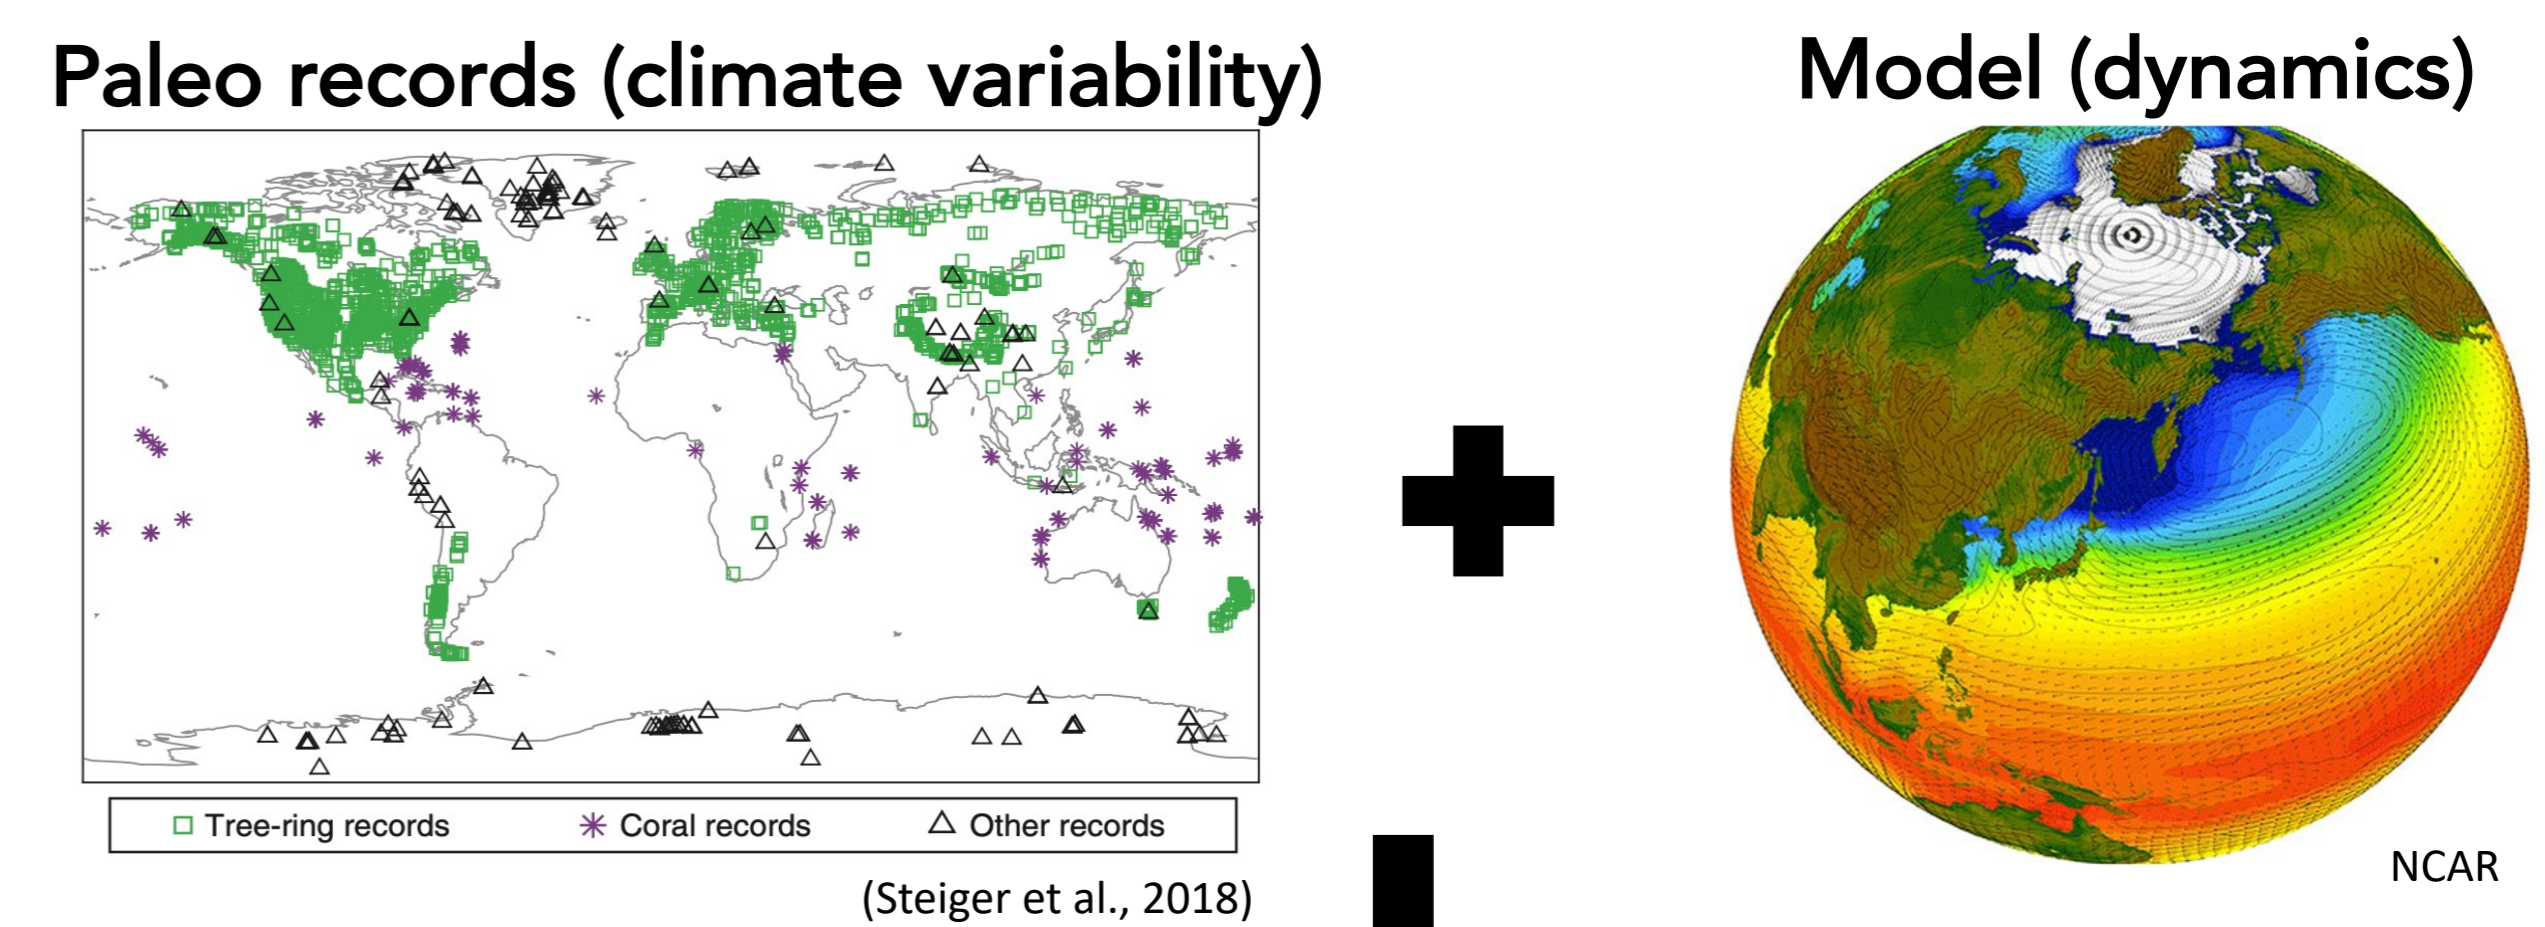 Paleo records (climate variability)
Model (dynamics)
Tree-ring records
Coral records
Other records
(Steiger et al., 2018)
NCAR